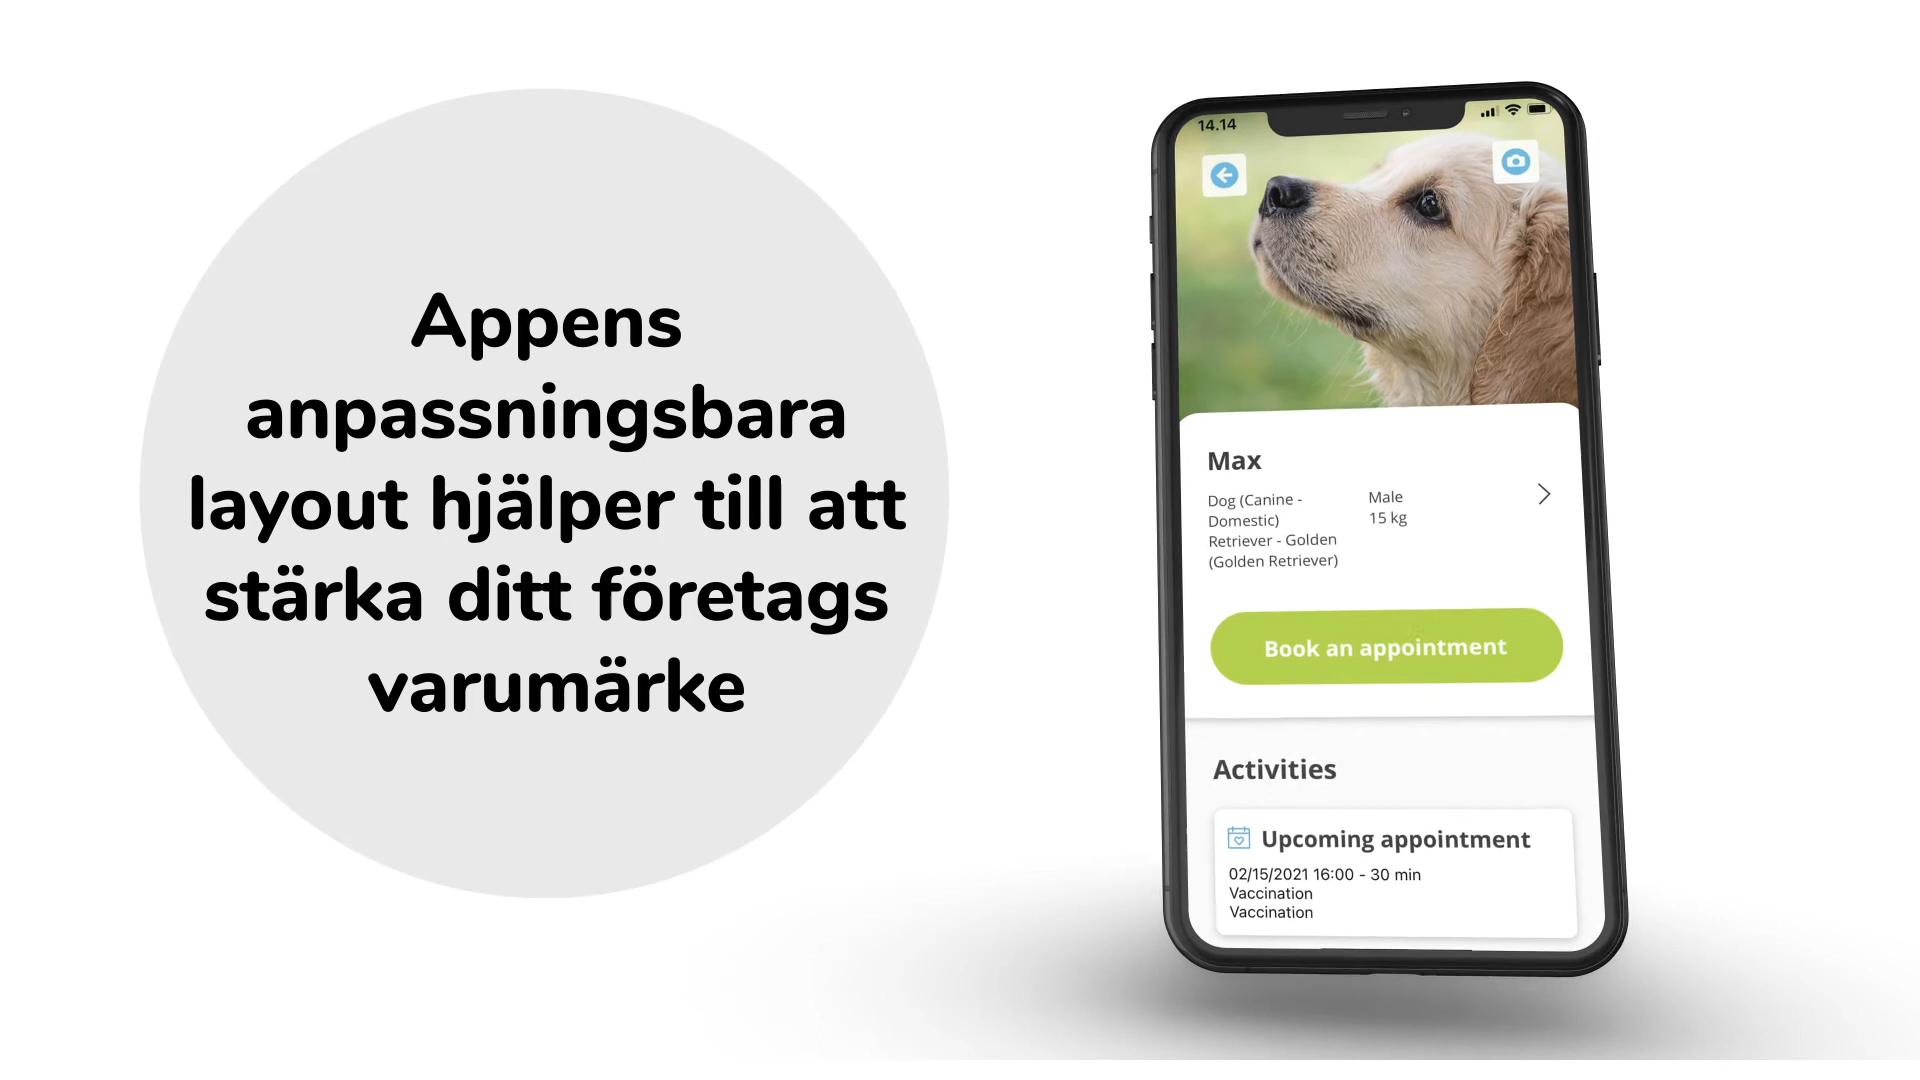 Appens
anpassningsbara
layout hjälper till att
stärka ditt företags
varumärke
14.14
Max
Dog (Canine -
Domestic)
Retriever - Golden
(Golden Retriever)
Male
15 kg
Book an appointment
Activities
Upcoming appointment
02/15/2021 16:00 - 30 min
Vaccination
Vaccination